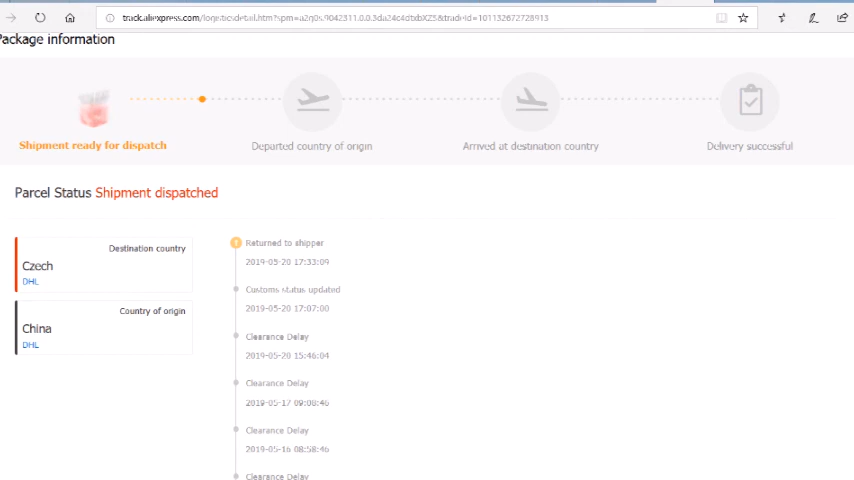 Package information
Shipment ready for dispatch
Departed country of origin
Arrived at destination country
Delivery successful
Parcel Status Shipment dispatched
Destination country
Czech
DHL
Country of origin
China
DHL
Returned to shipper
2019-05-20 17:33:09
Customs status updated
2019-05-20 17:07:00
Clearance Delay
2019-05-20 15:46:04
Clearance Delay
2019-05-17 09:08:46
Clearance Delay
2019-05-16 08:58:46
Clearance Delay